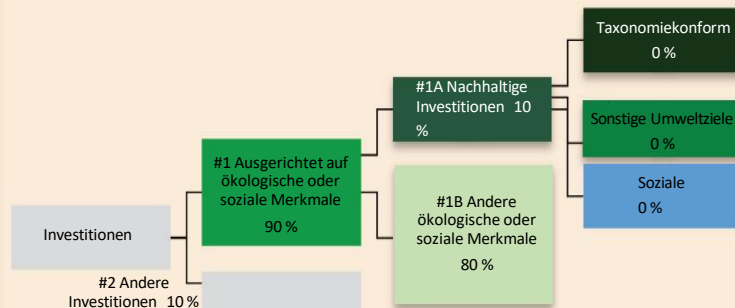 Investitionen
#1 Ausgerichtet auf
ökologische oder
soziale Merkmale
90 %
#2 Andere
Investitionen 10 %
#1A Nachhaltige
Investitionen 10
%
#1B Andere
ökologische oder
soziale Merkmale
80 %
Taxonomiekonform
0 %
Sonstige Umweltziele
0 %
Soziale
0 %